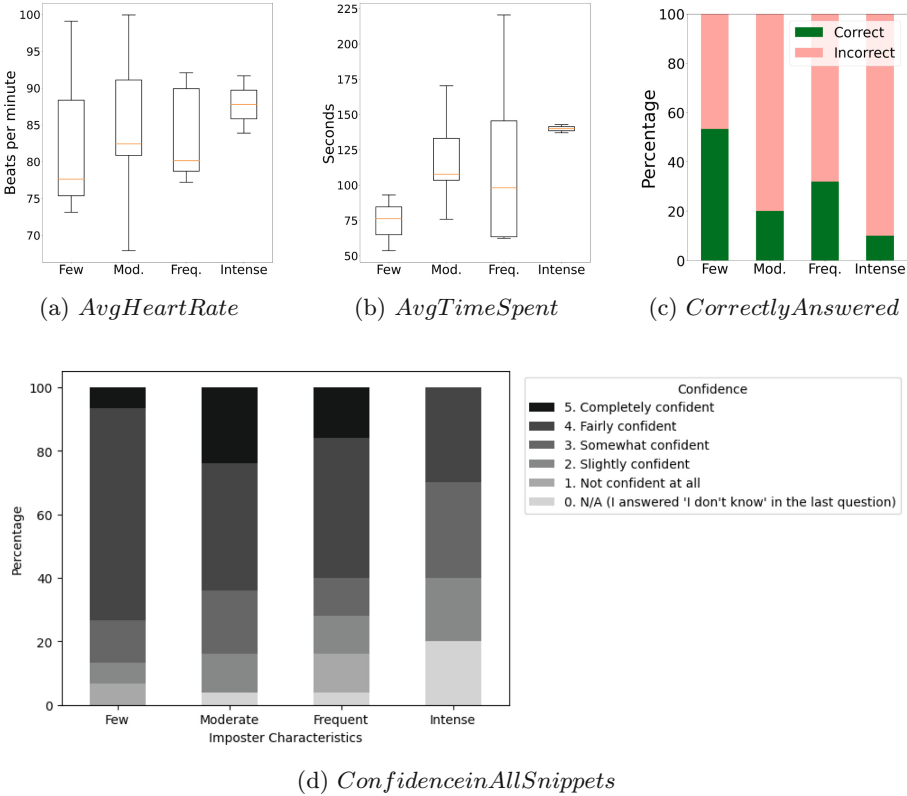 100
95
90
85
80
75
70
Beats per minute
Few Mod. Freq. Intense
(a) AvgHeartRate
225
200
175
150
125
100
75
50
Seconds
Few Mod. Freq. Intense
(b) AvgTimeSpent
100
80
60
40
20
0
Percentage
Correct
Incorrect
Few Mod. Freq. Intense
(c) CorrectlyAnswered
100
80
60
40
20
0
Percentage
Few Moderate Frequent Intense
Imposter Characteristics
Confidence
5. Completely confident
4. Fairly confident
3. Somewhat confident
2. Slightly confident
1. Not confident at all
0. N/A (I answered 'I don't know' in the last question)
(d) ConfidenceinAllSnippets